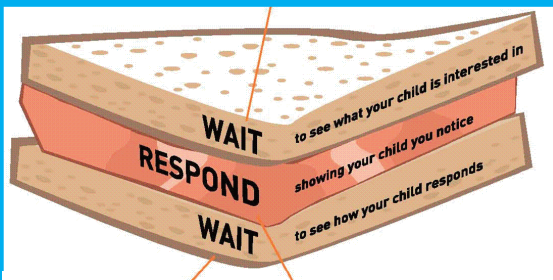 WAIT to see what your child is interested in
RESPOND showing your child you notice
WAIT to see how your child responds